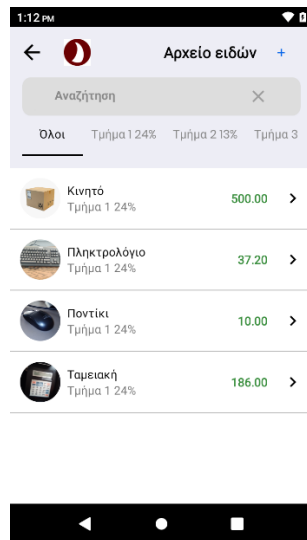 1:12 PM
Αρχείο ειδών +
Αναζήτηση
Όλοι Τμήμα 1 24% Τμήμα 2 13% Τμήμα 3
Κινητό
Τμήμα 1 24%
500.00
Πληκτρολόγιο
Τμήμα 1 24%
37.20
Ποντίκι
Τμήμα 1 24%
10.00
Ταμειακή
Τμήμα 1 24%
186.00